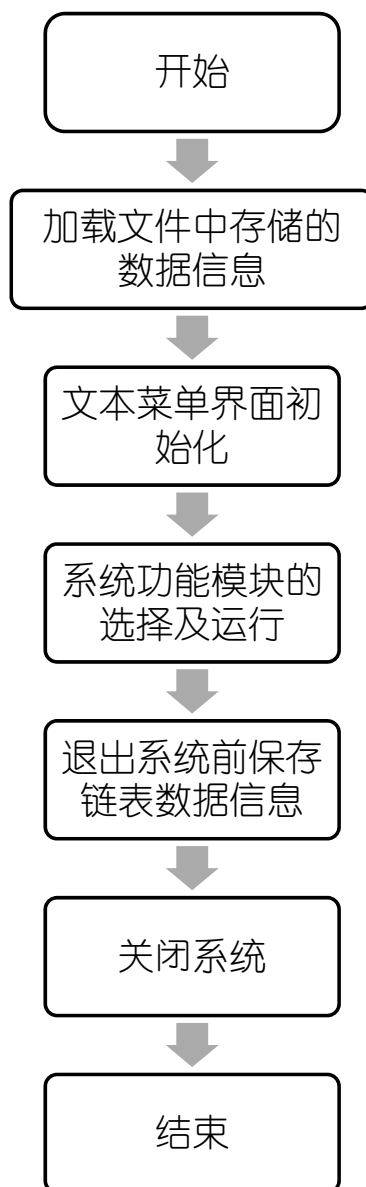 开始
加载文件中存储的
数据信息
文本菜单界面初
始化
系统功能模块的
选择及运行
退出系统前保存
链表数据信息
关闭系统
结束